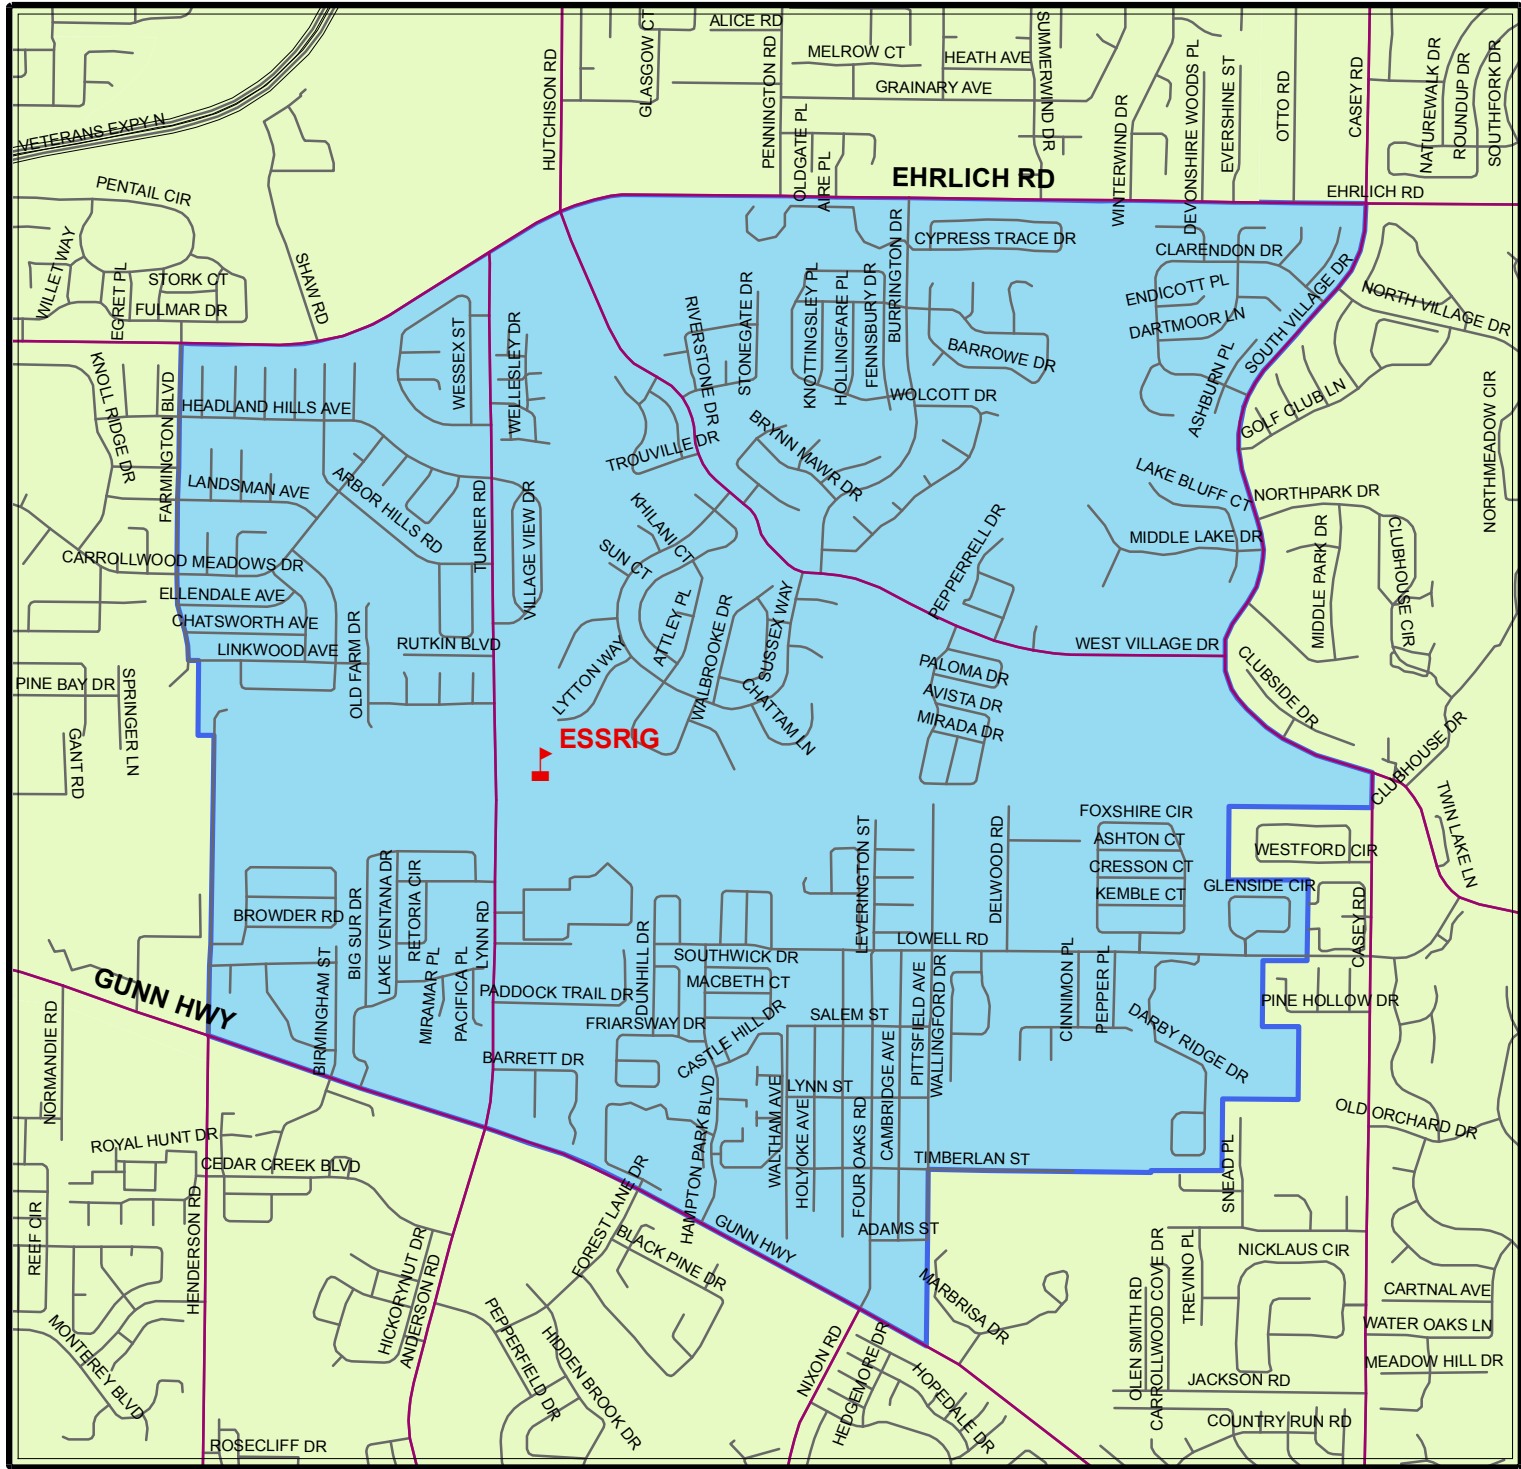 ALICE RD
GLASGOW CT
HUTCHISON RD
PENNINGTON RD
MELROW CT
HEATH AVE
GRAINARY AVE
SUMMERWIND DR
WINTERWIND DR
DEVONSHIRE WOODS PL
EVERSHINE ST
OTTO RD
CASEY RD
NATUREWALK DR
ROUNDUP DR
SOUTHFORK DR
VETERANS EXPY N
OLDGATE PL
AIRE PL
EHRLICH RD
EHRLICH RD
PENTAIL CIR
WILLET WAY
EGRET PL
STORK CT
FULMAR DR
SHAW RD
CYPRESS TRACE DR
BURRINGTON DR
CLARENDON DR
ENDICOTT PL
DARTMOOR LN
SOUTH VILLAGE DR
NORTH VILLAGE DR
ASHBURN PL
GOLF CLUB LN
NORTHMEADOW CIR
KNOLL RIDGE DR
FARMINGTON BLVD
HEADLAND HILLS AVE
WESSEX ST
WELLESLEY DR
RIVERSTONE DR
STONEGATE DR
KNOTTINGSLEY PL
HOLLINGFARE PL
FENNSBURY DR
BARROWE DR
WOLCOTT DR
TROUVILLE DR
BRYNN MAWR DR
LANDSMAN AVE
ARBOR HILLS RD
TURNER RD
VILLAGE VIEW DR
KHILANI CT
SUN CT
LAKE BLUFF CT
NORTHPARK DR
MIDDLE LAKE DR
MIDDLE PARK DR
CLUBHOUSE CIR
PEPPERRELL DR
CARROLLWOOD MEADOWS DR
ELLENDALE AVE
CHATSWORTH AVE
LINKWOOD AVE
OLD FARM DR
RUTKIN BLVD
ATTLEY PL
LYTTON WAY
WALBROOKE DR
SUSSEX WAY
CHATTAM LN
WEST VILLAGE DR
PALOMA DR
AVISTA DR
MIRADA DR
CLUBSIDE DR
CLUBHOUSE DR
TWIN LAKE LN
PINE BAY DR
SPRINGER LN
GANT RD
ESSRIG
FOXSHIRE CIR
ASHTON CT
CRESSON CT
KEMBLE CT
WESTFORD CIR
GLENSIDE CIR
CASEY RD
LEVERINGTON ST
DELWOOD RD
BROWDER RD
BIG SUR DR
LAKE VENTANA DR
RETORIA CIR
LYNN RD
BIRMINGHAM ST
MIRAMAR PL
PACIFICA PL
PADDOCK TRAIL DR
DUNHILL DR
SOUTHWICK DR
MACBETH CT
LOWELL RD
FRIARSWAY DR
CASTLE HILL DR
SALEM ST
PITTSFIELD AVE
WALLINGFORD DR
CINNIMON PL
PEPPER PL
DARBY RIDGE DR
PINE HOLLOW DR
GUNN HWY
NORMANDIE RD
BARRETT DR
LYNN ST
WALTHAM AVE
HOLYOKE AVE
FOUR OAKS RD
CAMBRIDGE AVE
HAMPTON PARK BLVD
TIMBERLAN ST
SNEAD PL
OLD ORCHARD DR
ROYAL HUNT DR
CEDAR CREEK BLVD
REEF CIR
HENDERSON RD
FOREST LANE DR
BLACK PINE DR
GUNN HWY
ADAMS ST
MARBRISA DR
HICKORYNUT DR
ANDERSON RD
MONTEREY BLVD
PEPPERFIELD DR
HIDDEN BROOK DR
NIXON RD
HEDGEMORE DR
HOPEDALE DR
OLEN SMITH RD
CARROLLWOOD COVE DR
TREVINO PL
NICKLAUS CIR
CARTNAL AVE
WATER OAKS LN
MEADOW HILL DR
JACKSON RD
COUNTRY RUN RD
ROSECLIFF DR